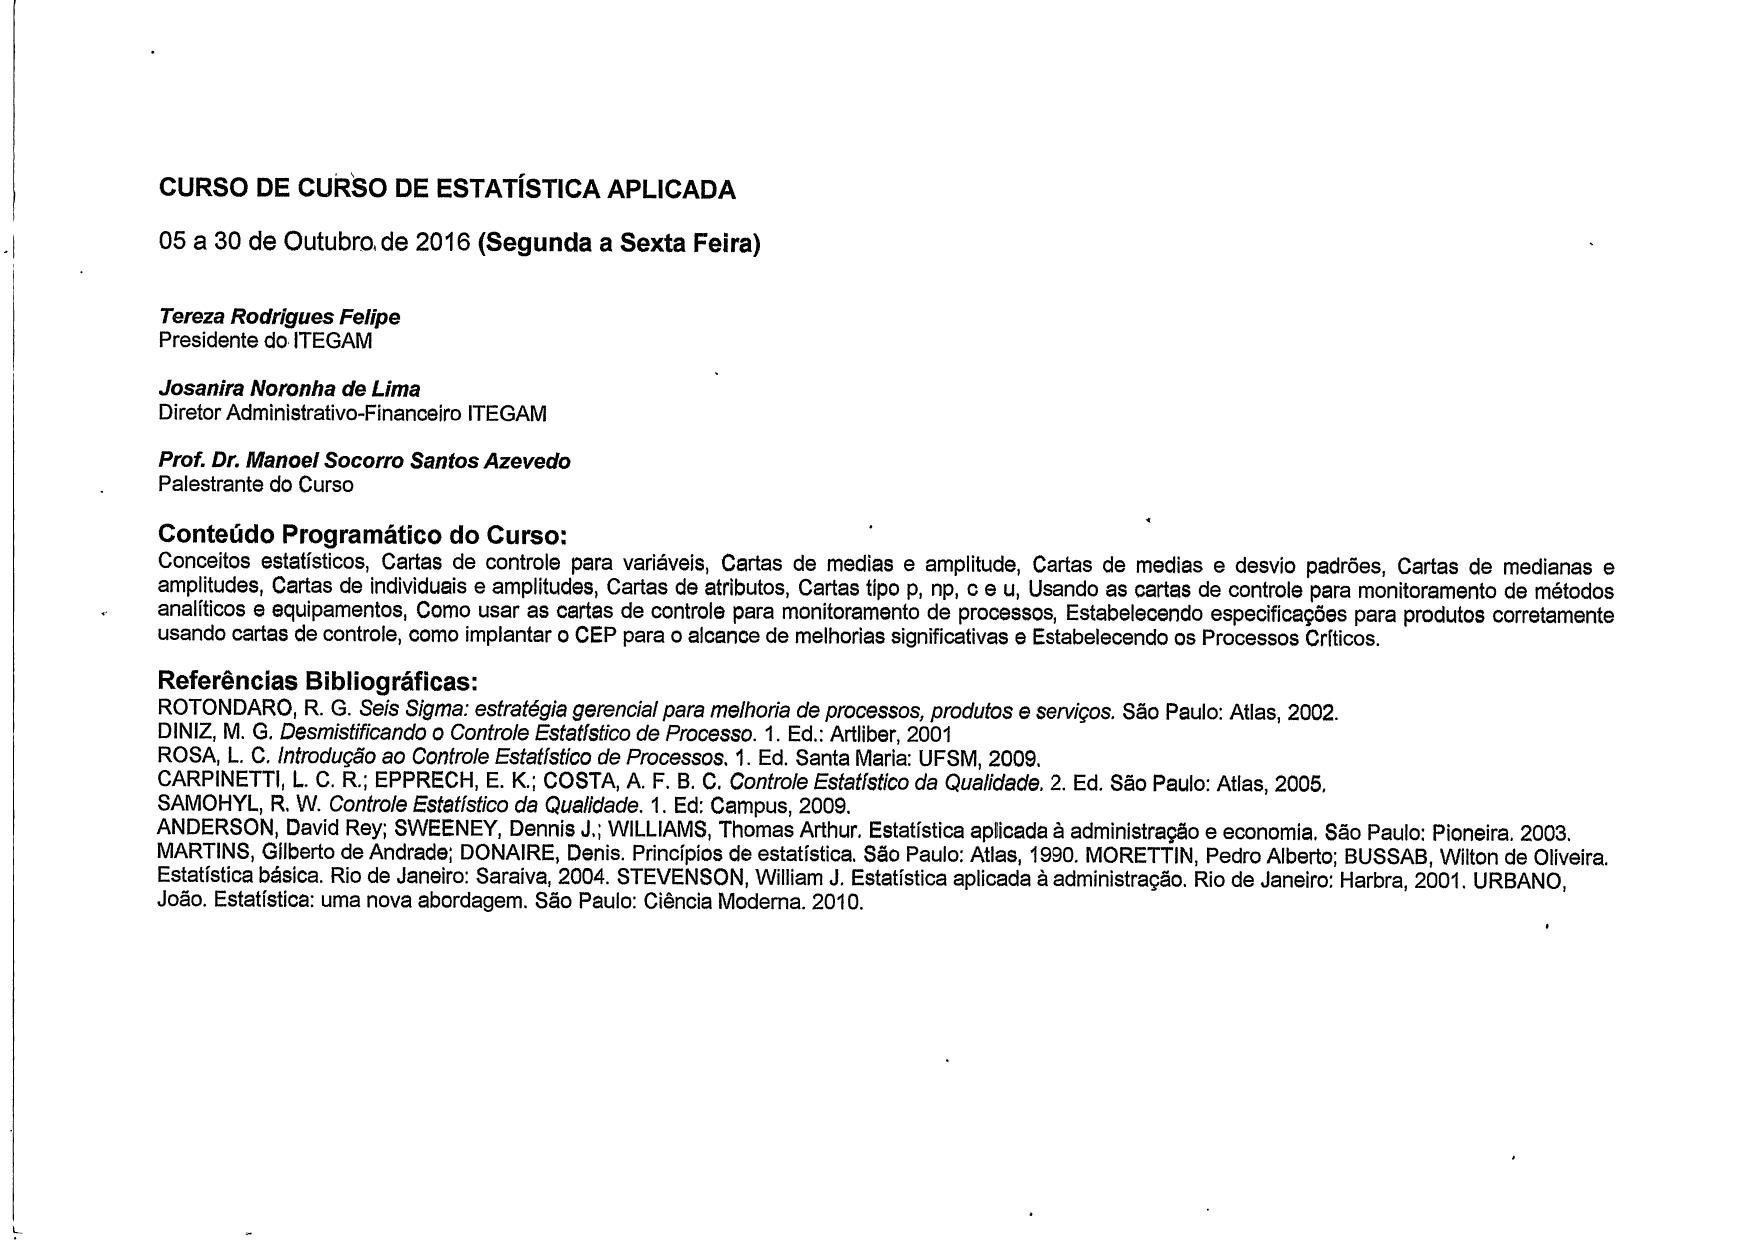 CURSO DE CURSO DE ESTATÍSTICA APLICADA
05 a 30 de Outubro de 2016 (Segunda a Sexta Feira)
Tereza Rodrigues Felipe
Presidente do ITEGAM
Josanira Noronha de Lima
Diretor Administrativo-Financeiro ITEGAM
Prof. Dr. Manoel Socorro Santos Azevedo
Palestrante do Curso
Conteúdo Programático do Curso:
Conceitos estatísticos, Cartas de controle para variáveis, Cartas de medias e amplitude, Cartas de medias e desvio padrões, Cartas de medianas e
amplitudes, Cartas de individuais e amplitudes, Cartas de atributos, Cartas tipo p, np, c e u, Usando as cartas de controle para monitoramento de métodos
analíticos e equipamentos, Como usar as cartas de controle para monitoramento de processos, Estabelecendo especificações para produtos corretamente
usando cartas de controle, como implantar o CEP para o alcance de melhorias significativas e Estabelecendo os Processos Críticos.
Referências Bibliográficas:
ROTONDARO, R. G. Seis Sigma: estratégia gerencial para melhoria de processos, produtos e serviços. São Paulo: Atlas, 2002.
DINIZ, M. G. Desmistificando o Controle Estatístico de Processo. 1. Ed.: Artliber, 2001
ROSA, L. C. Introdução ao Controle Estatístico de Processos. 1. Ed. Santa Maria: UFSM, 2009.
CARPINETTI, L. C. R.; EPPRECH, E. K.; COSTA, A. F. B. C. Controle Estatístico da Qualidade. 2. Ed. São Paulo: Atlas, 2005.
SAMOHYL, R. W. Controle Estatístico da Qualidade. 1. Ed: Campus, 2009.
ANDERSON, David Rey; SWEENEY, Dennis J.; WILLIAMS, Thomas Arthur. Estatística aplicada à administração e economia. São Paulo: Pioneira. 2003.
MARTINS, Gilberto de Andrade; DONAIRE, Denis. Princípios de estatística. São Paulo: Atlas, 1990. MORETTIN, Pedro Alberto; BUSSAB, Wilton de Oliveira.
Estatística básica. Rio de Janeiro: Saraiva, 2004. STEVENSON, William J. Estatística aplicada à administração. Rio de Janeiro: Harbra, 2001. URBANO,
João. Estatística: uma nova abordagem. São Paulo: Ciência Moderna. 2010.